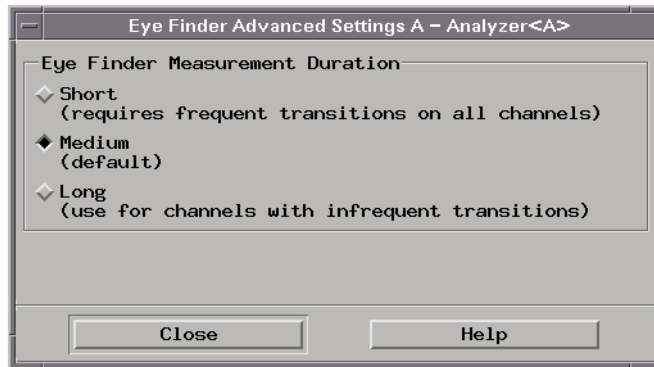 Eye Finder Advanced Settings A – Analyzer<A>
Eye Finder Measurement Duration
Short
(requires frequent transitions on all channels)
Medium
(default)
Long
(use for channels with infrequent transitions)
Close
Help